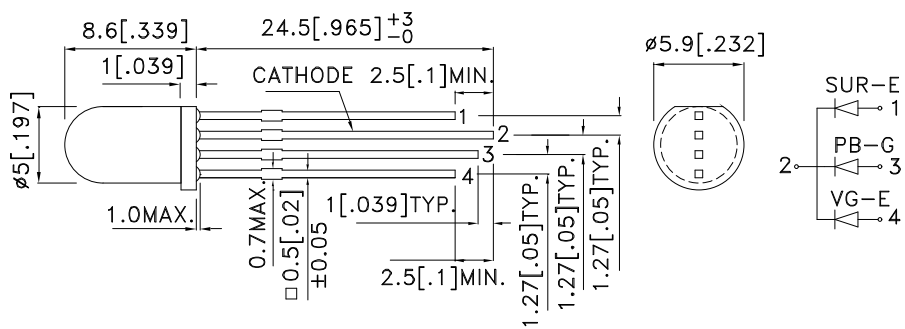 8.6[.339]
24.5[.965] +3 -0
1[.039]
CATHODE
2.5[.1]MIN.
ø5[.197]
1
2
3
4
1.0MAX.
0.7MAX.
□0.5[.02]
±0.05
1[.039]TYP.
2.5[.1]MIN.
1.27[.05]TYP.
1.27[.05]TYP.
1.27[.05]TYP.
ø5.9[.232]
SUR-E
1
PB-G
2
3
VG-E
4